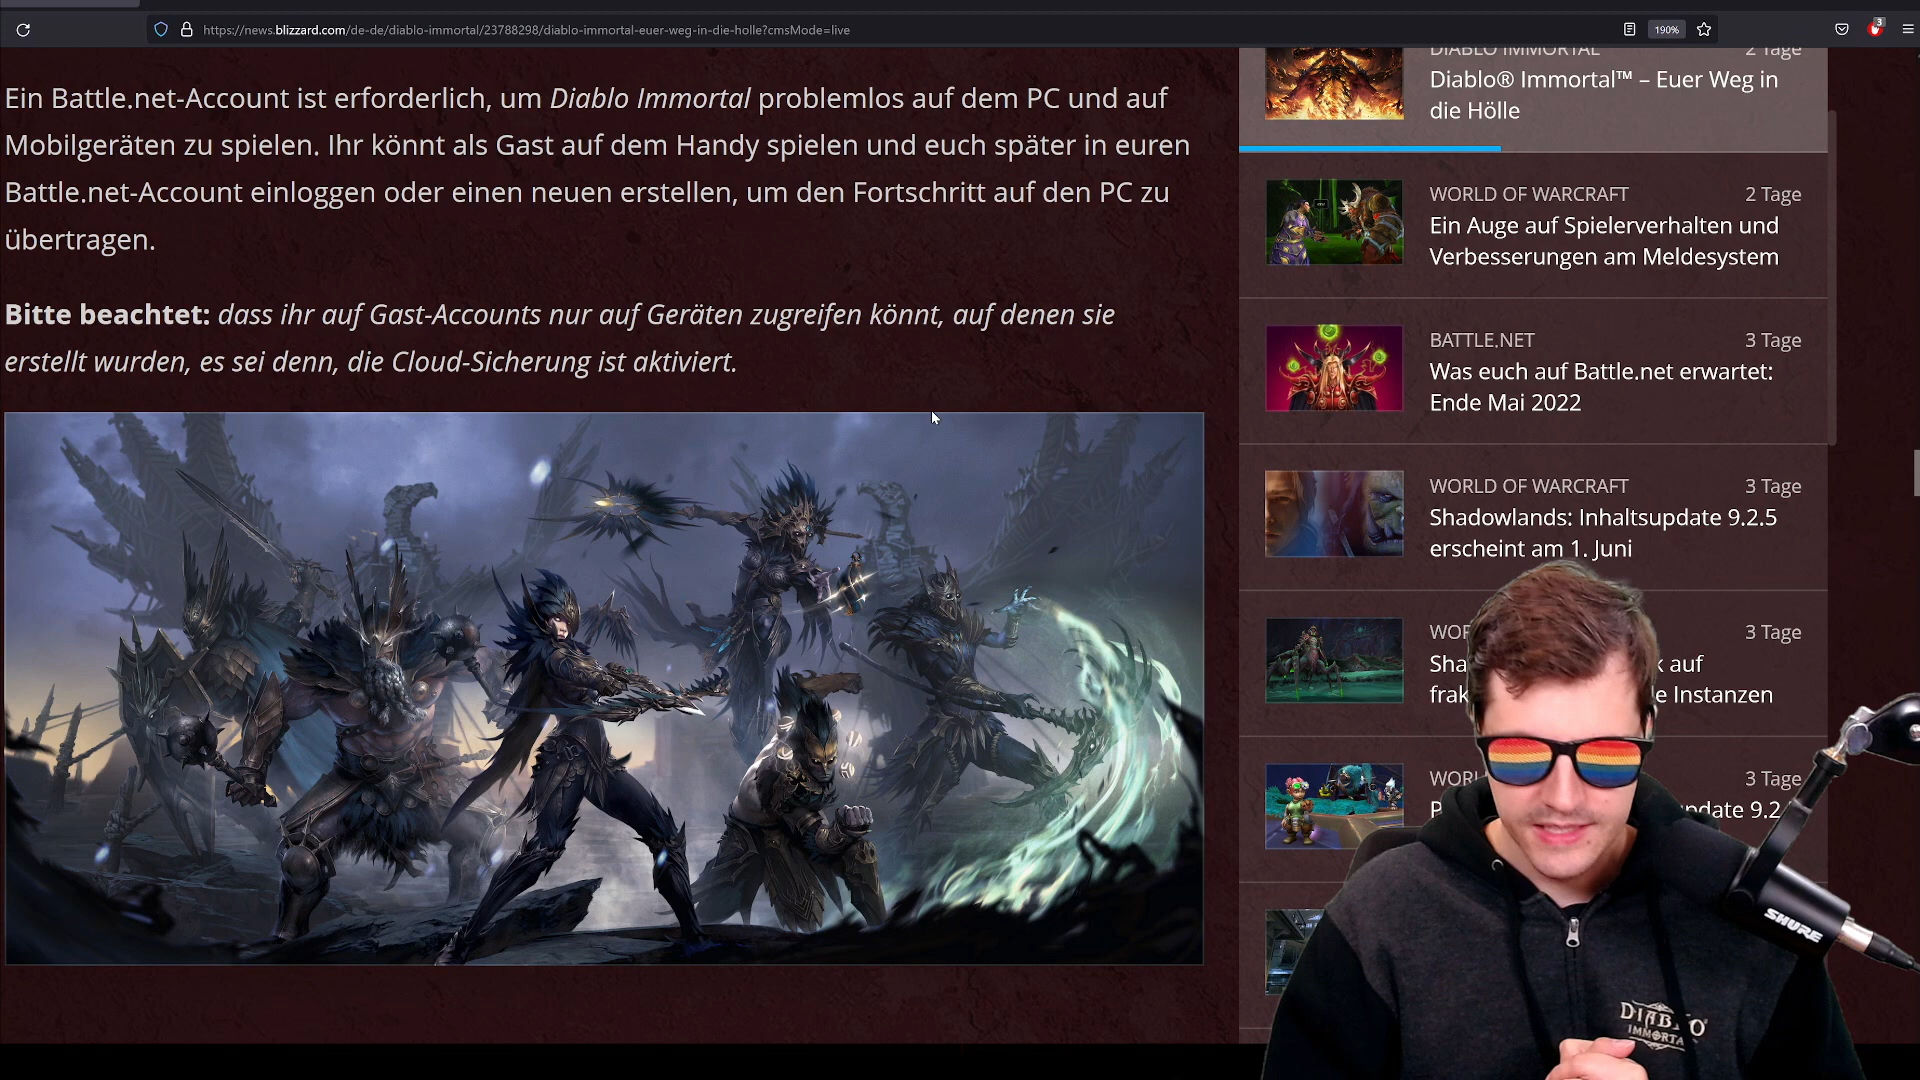 https://news.blizzard.com/de-de/diablo-immortal/23788298/diablo-immortal-euer-weg-in-die-holle?cmsMode=live
190%
3
Ein Battle.net-Account ist erforderlich, um Diablo Immortal problemlos auf dem PC und auf
Mobilgeräten zu spielen. Ihr könnt als Gast auf dem Handy spielen und euch später in euren
Battle.net-Account einloggen oder einen neuen erstellen, um den Fortschritt auf den PC zu
übertragen.
Bitte beachtet: dass ihr auf Gast-Accounts nur auf Geräten zugreifen könnt, auf denen sie
erstellt wurden, es sei denn, die Cloud-Sicherung ist aktiviert.
DIABLO IMMORTAL 2 Tage
Diablo® Immortal™ – Euer Weg in
die Hölle
WORLD OF WARCRAFT 2 Tage
Ein Auge auf Spielerverhalten und
Verbesserungen am Meldesystem
BATTLE.NET 3 Tage
Was euch auf Battle.net erwartet:
Ende Mai 2022
WORLD OF WARCRAFT 3 Tage
Shadowlands: Inhaltsupdate 9.2.5
erscheint am 1. Juni
3 Tage
auf
Instanzen
3 Tage
SHURE
DIABLO